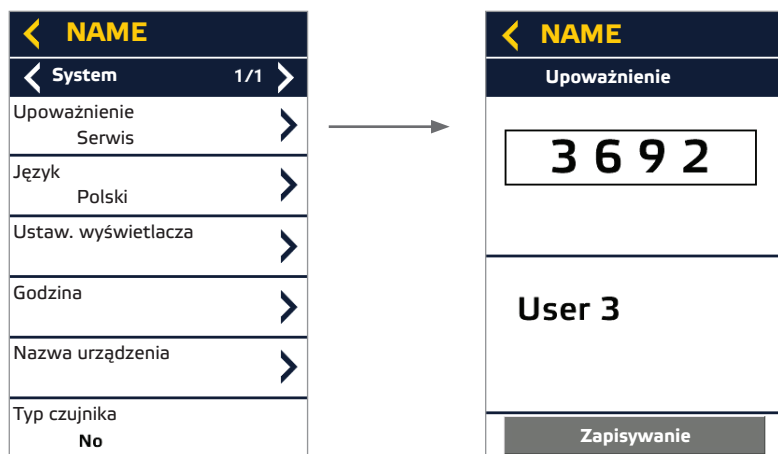 NAME
System 1/1
Upoważnienie
Serwis
Język
Polski
Ustaw. wyświetlacza
Godzina
Nazwa urządzenia
Typ czujnika
No
NAME
Upoważnienie
3 6 9 2
User 3
Zapisywanie